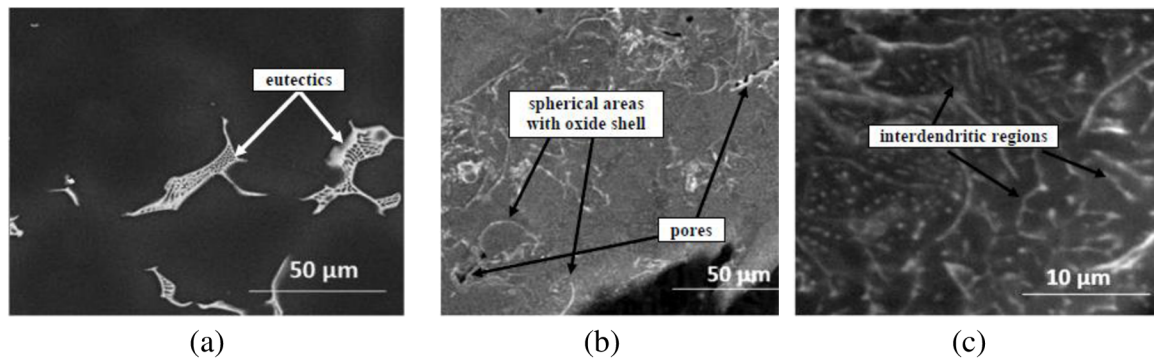 eutectics
50 µm
(a)
spherical areas
with oxide shell
pores
50 µm
(b)
interdendritic regions
10 µm
(c)